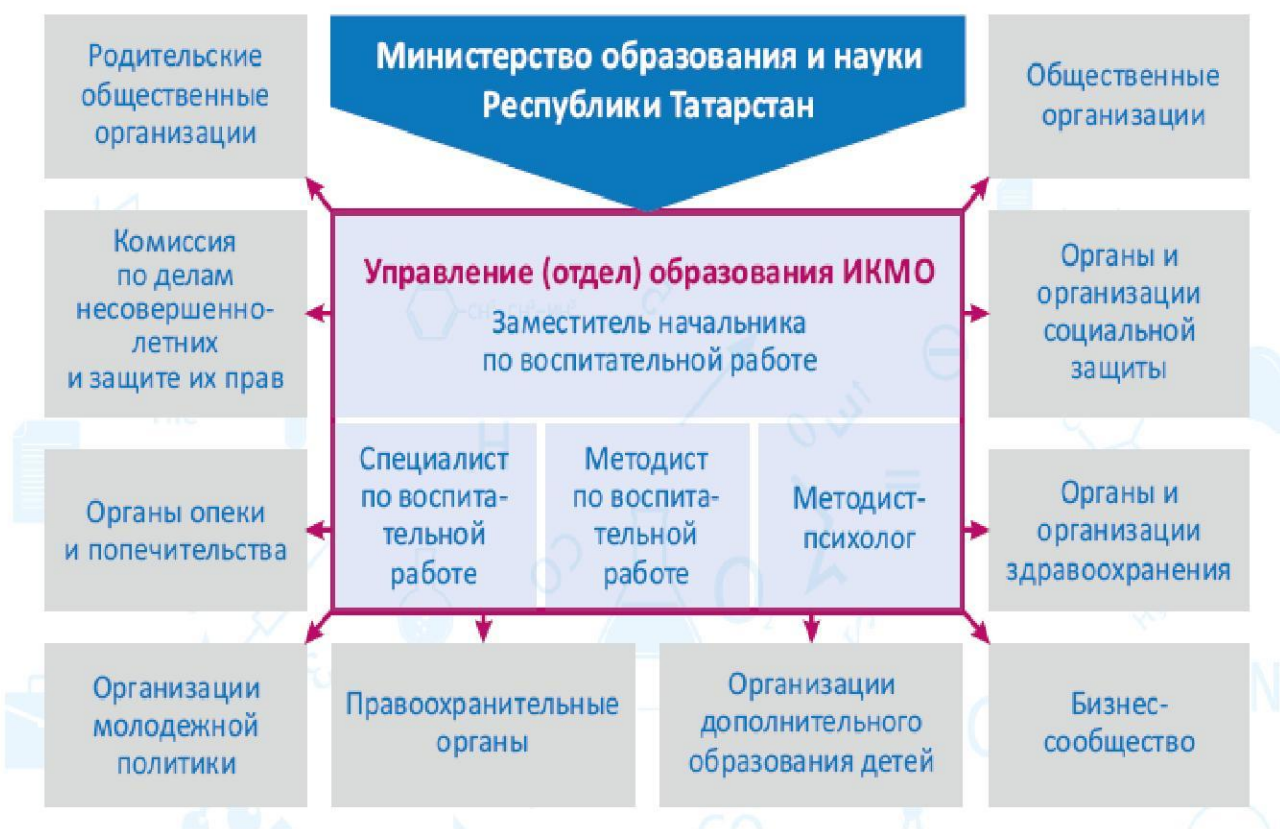 Родительские
общественные
организации
Министерство образования и науки
Республики Татарстан
Общественные
организации
Комиссия
по делам
несовершенно-
летних
и защите их прав
Управление (отдел) образования ИКМО
Заместитель начальника
по воспитательной работе
Органы и
организации
социальной
защиты
Органы опеки
и попечительства
Специалист
по воспита-
тельной
работе
Методист
по воспита-
тельной
работе
Методист-
психолог
Органы и
организации
здравоохранения
Организации
молодежной
политики
Правоохранительные
органы
Организации
дополнительного
образования детей
Бизнес-
сообщество